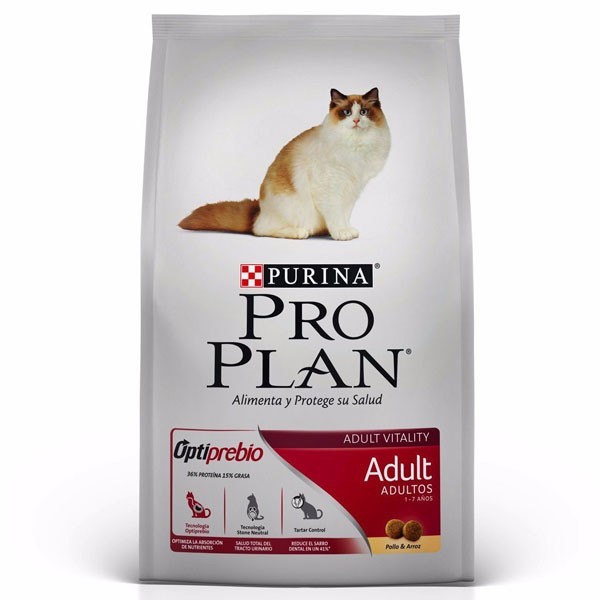 PURINA®
PRO
PLAN®
Alimenta y Protege su Salud
Optiprebio
36% PROTEÍNA 15% GRASA
Tecnología
Optiprebio
OPTIMIZA LA ABSORCIÓN
DE NUTRIENTES
Tecnología
Stone Neutral
SALUD TOTAL DEL
TRACTO URINARIO
Tartar Control
REDUCE EL SARRO
DENTAL EN UN 41%*
ADULT VITALITY
Adult
ADULTOS
1 - 7 AÑOS
Pollo & Arroz